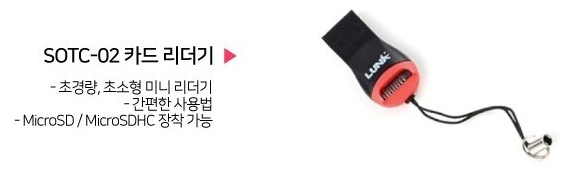 SOTC-02 카드 리더기 ▶
- 초경량, 초소형 미니 리더기
- 간편한 사용법
- MicroSD / MicroSDHC 장착 가능
LUNA